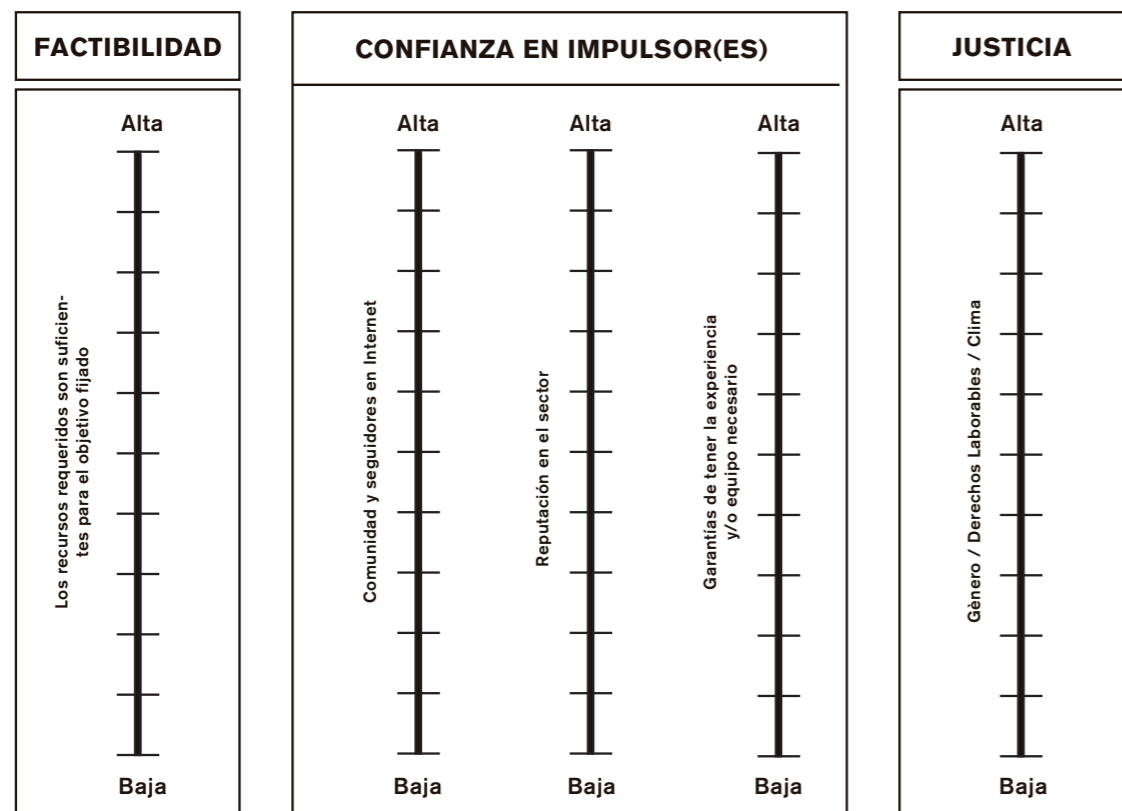 FACTIBILIDAD
Alta
Los recursos requeridos son suficien-
tes para el objetivo fijado
Baja
CONFIANZA EN IMPULSOR(ES)
Alta
Comunidad y seguidores en Internet
Baja
Alta
Reputación en el sector
Baja
Alta
Garantías de tener la experiencia
y/o equipo necesario
Baja
JUSTICIA
Alta
Gènero / Derechos Laborables / Clima
Baja